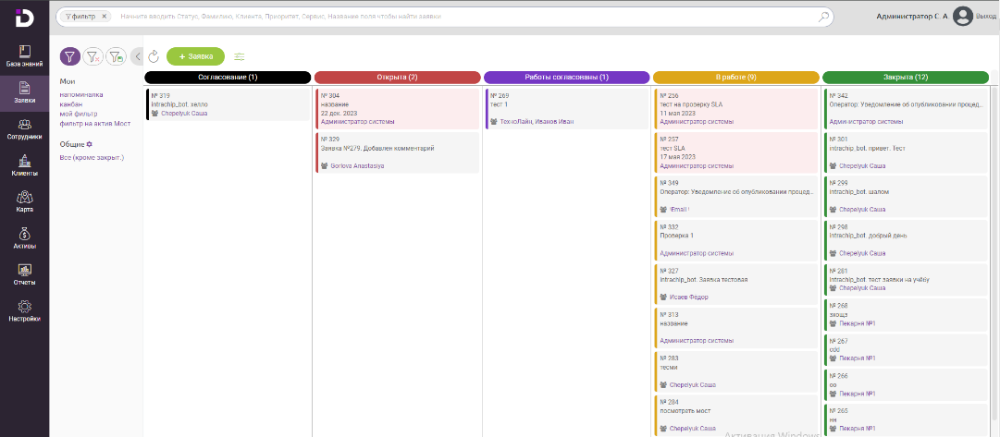 фильтр ×
Начните вводить Статус, Фамилию, Клиента, Приоритет, Сервис, Название поля чтобы найти заявки
Администратор С. А.
Выход
База знаний
Заявки
Сотрудники
Клиенты
Карта
Активы
Отчеты
Настройки
+ Заявка
Мои
напоминалка
канбан
мой фильтр
фильтр на актив Мост
Общие
Все (кроме закрыт.)
Согласование (1)
№ 319
intrachip_bot. хелло
Chepelyuk Саша
Открыта (2)
№ 304
название
22 дек. 2023
Администратор системы
№ 329
Заявка №279. Добавлен комментарий
Gorlova Anastasiya
Работы согласованы (1)
№ 269
тест 1
ТехноЛайн, Иванов Иван
В работе (9)
№ 256
тест на проверку SLA
11 мая 2023
Администратор системы
№ 257
тест SLA
17 мая 2023
Администратор системы
№ 349
Оператор: Уведомление об опубликовании процед...
!Email !
№ 332
Проверка 1
Администратор системы
№ 327
intrachip_bot. Заявка тестовая
Исаев Федор
№ 313
название
Администратор системы
№ 283
тесми
Chepelyuk Саша
№ 284
посмотреть мост
Chepelyuk Саша
Закрыта (12)
№ 342
Оператор: Уведомление об опубликовании процед...
Администратор системы
№ 301
intrachip_bot. привет. Тест
Chepelyuk Саша
№ 299
intrachip_bot. шалом
Chepelyuk Саша
№ 298
intrachip_bot. добрый день
Chepelyuk Саша
№ 281
intrachip_bot. тест заявки на учёбу
Chepelyuk Саша
№ 268
зхощз
Пекарня №1
№ 267
cdd
Пекарня №1
№ 266
оо
Пекарня №1
№ 265
нн
Пекарня №1
Активация Windows